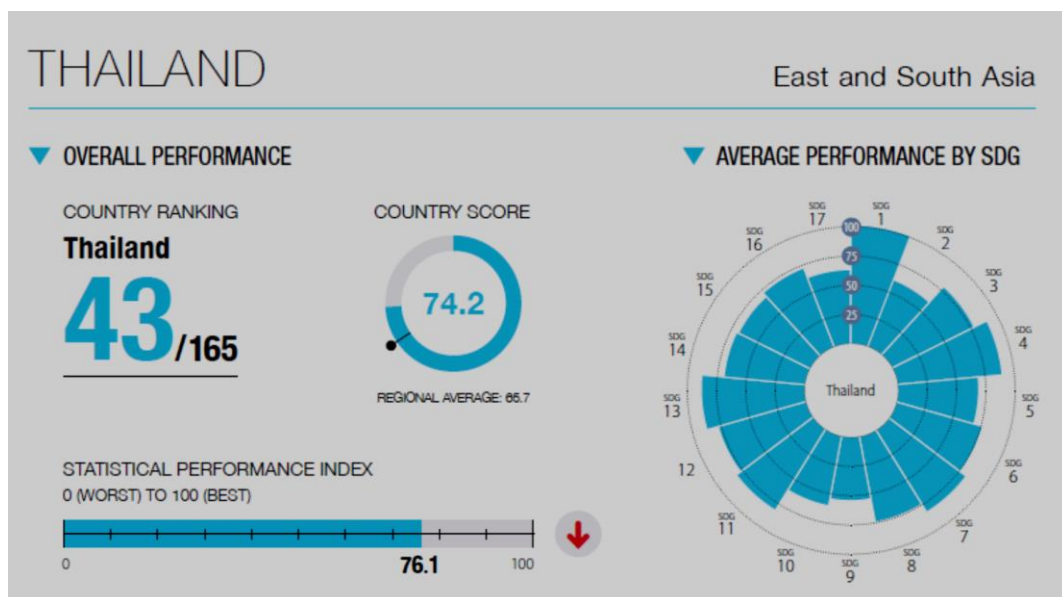 THAILAND
East and South Asia
OVERALL PERFORMANCE
COUNTRY RANKING
Thailand
43/165
COUNTRY SCORE
74.2
REGIONAL AVERAGE: 65.7
STATISTICAL PERFORMANCE INDEX
0 (WORST) TO 100 (BEST)
0
76.1
100
AVERAGE PERFORMANCE BY SDG
SDG 1
SDG 2
SDG 3
SDG 4
SDG 5
SDG 6
SDG 7
SDG 8
SDG 9
SDG 10
SDG 11
12
SDG 13
SDG 14
SDG 15
SDG 16
SDG 17
100
75
50
25
Thailand